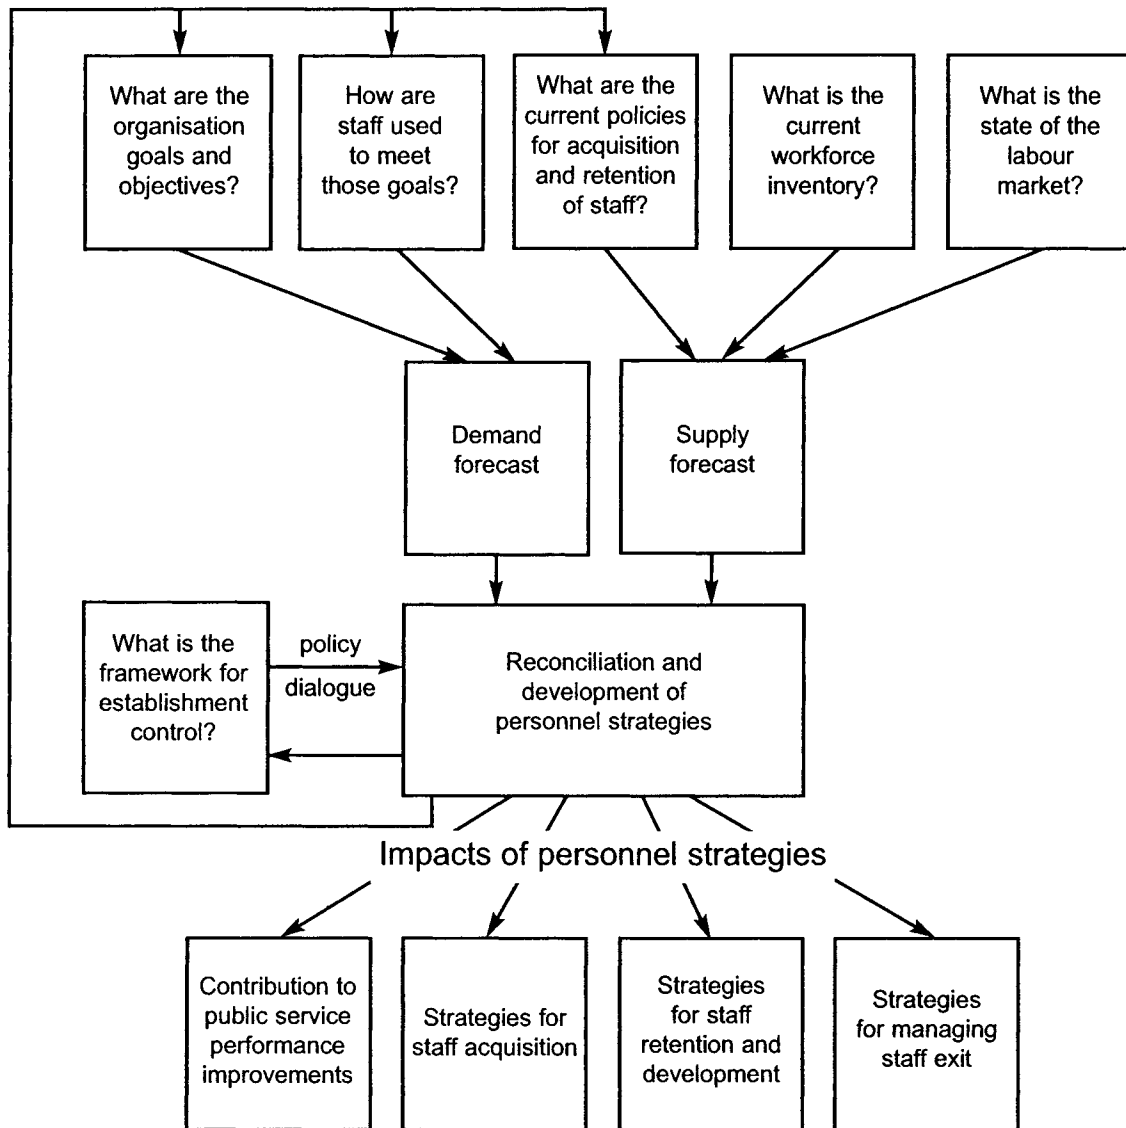 What are the
organisation
goals and
objectives?
How are
staff used
to meet
those goals?
What are the
current policies
for acquisition
and retention
of staff?
What is the
current
workforce
inventory?
What is the
state of the
labour
market?
Demand
forecast
Supply
forecast
What is the
framework for
establishment
control?
policy
dialogue
Reconciliation and
development of
personnel strategies
Impacts of personnel strategies
Contribution to
public service
performance
improvements
Strategies for
staff acquisition
Strategies
for staff
retention and
development
Strategies
for managing
staff exit